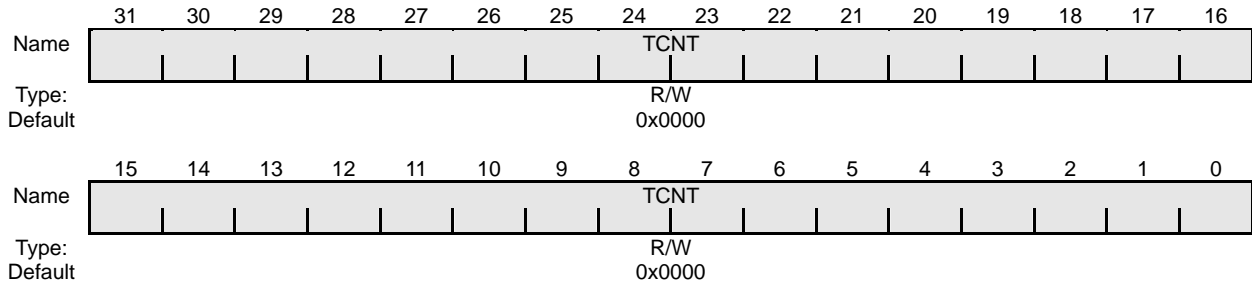 31 30 29 28 27 26 25 24 23 22 21 20 19 18 17 16
Name TCNT
Type: R/W
Default 0x0000
15 14 13 12 11 10 9 8 7 6 5 4 3 2 1 0
Name TCNT
Type: R/W
Default 0x0000